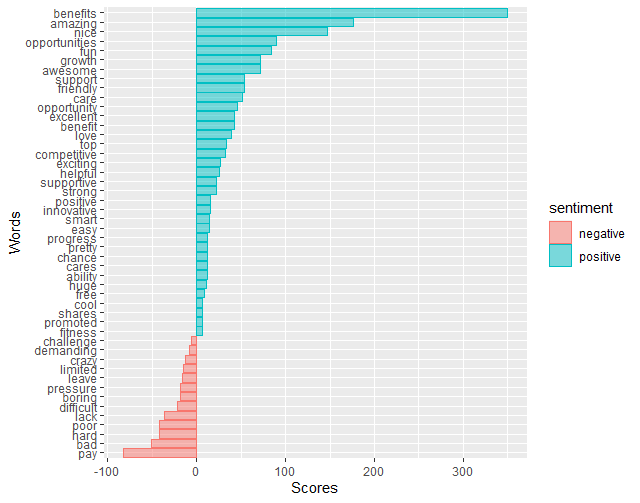 benefits
amazing
nice
opportunities
fun
growth
awesome
support
friendly
care
opportunity
excellent
benefit
love
top
competitive
exciting
helpful
supportive
strong
positive
innovative
smart
easy
progress
pretty
chance
cares
ability
huge
free
cool
shares
promoted
fitness
challenge
demanding
crazy
limited
leave
pressure
boring
difficult
lack
poor
hard
bad
pay
Words
-100 0 100 200 300
Scores
sentiment
negative
positive